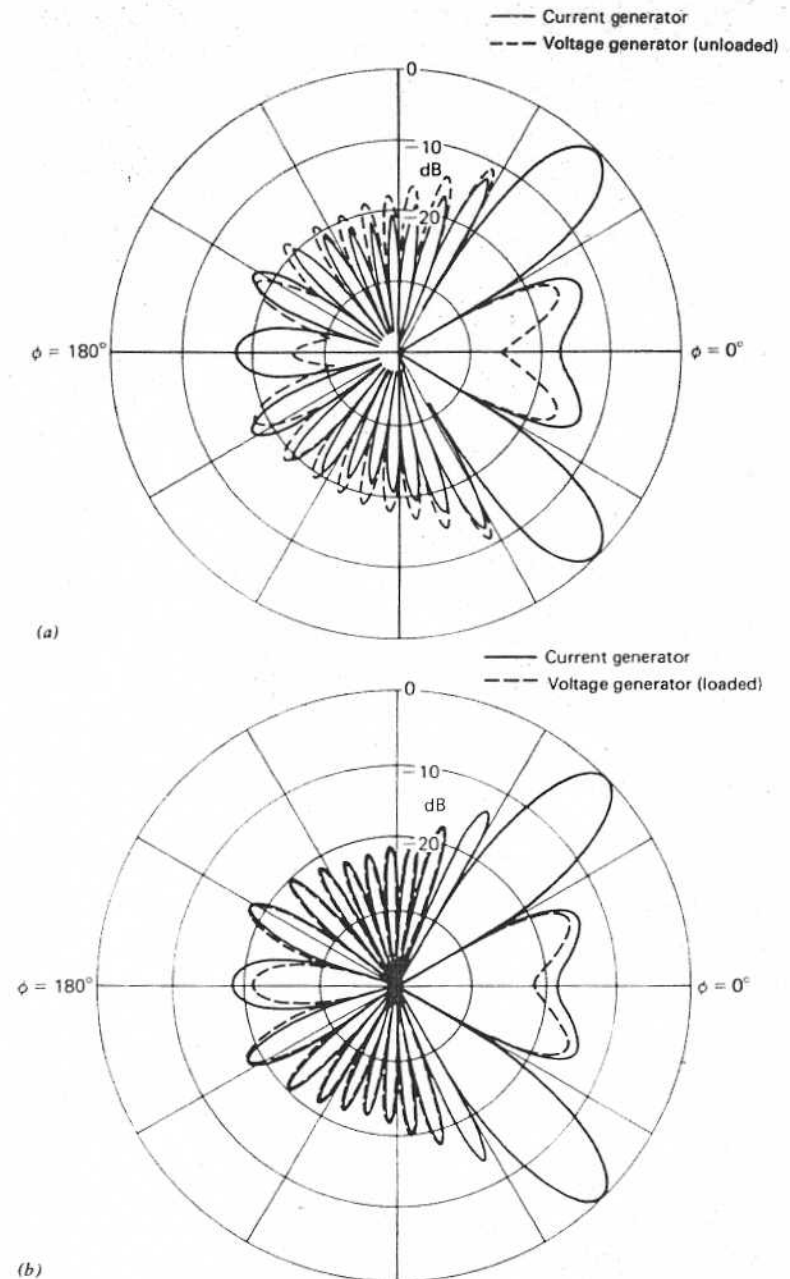 Current generator
Voltage generator (unloaded)
0
-10
dB
-20
ϕ = 180°
ϕ = 0°
(a)
Current generator
Voltage generator (loaded)
0
-10
dB
-20
ϕ = 180°
ϕ = 0°
(b)